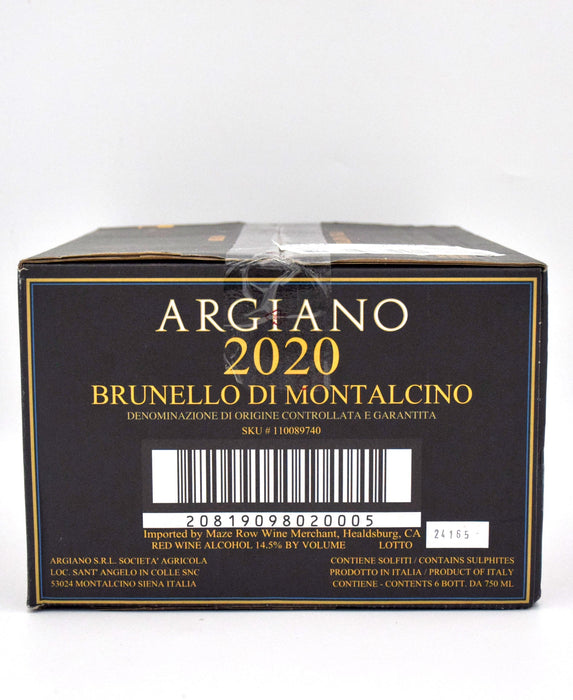 ARGIANO
2020
BRUNELLO DI MONTALCINO
DENOMINAZIONE DI ORIGINE CONTROLLATA E GARANTITA
SKU # 110089740
20819098020005
Imported by Maze Row Wine Merchant, Healdsburg, CA
RED WINE ALCOHOL 14.5% BY VOLUME LOTTO 24165
ARGIANO S.R.L. SOCIETA' AGRICOLA
LOC. SANT' ANGELO IN COLLE SNC
53024 MONTALCINO SIENA ITALIA
CONTIENE SOLFITI / CONTAINS SULPHITES
PRODOTTO IN ITALIA / PRODUCT OF ITALY
CONTIENE - CONTENTS 6 BOTT. DA 750 ML